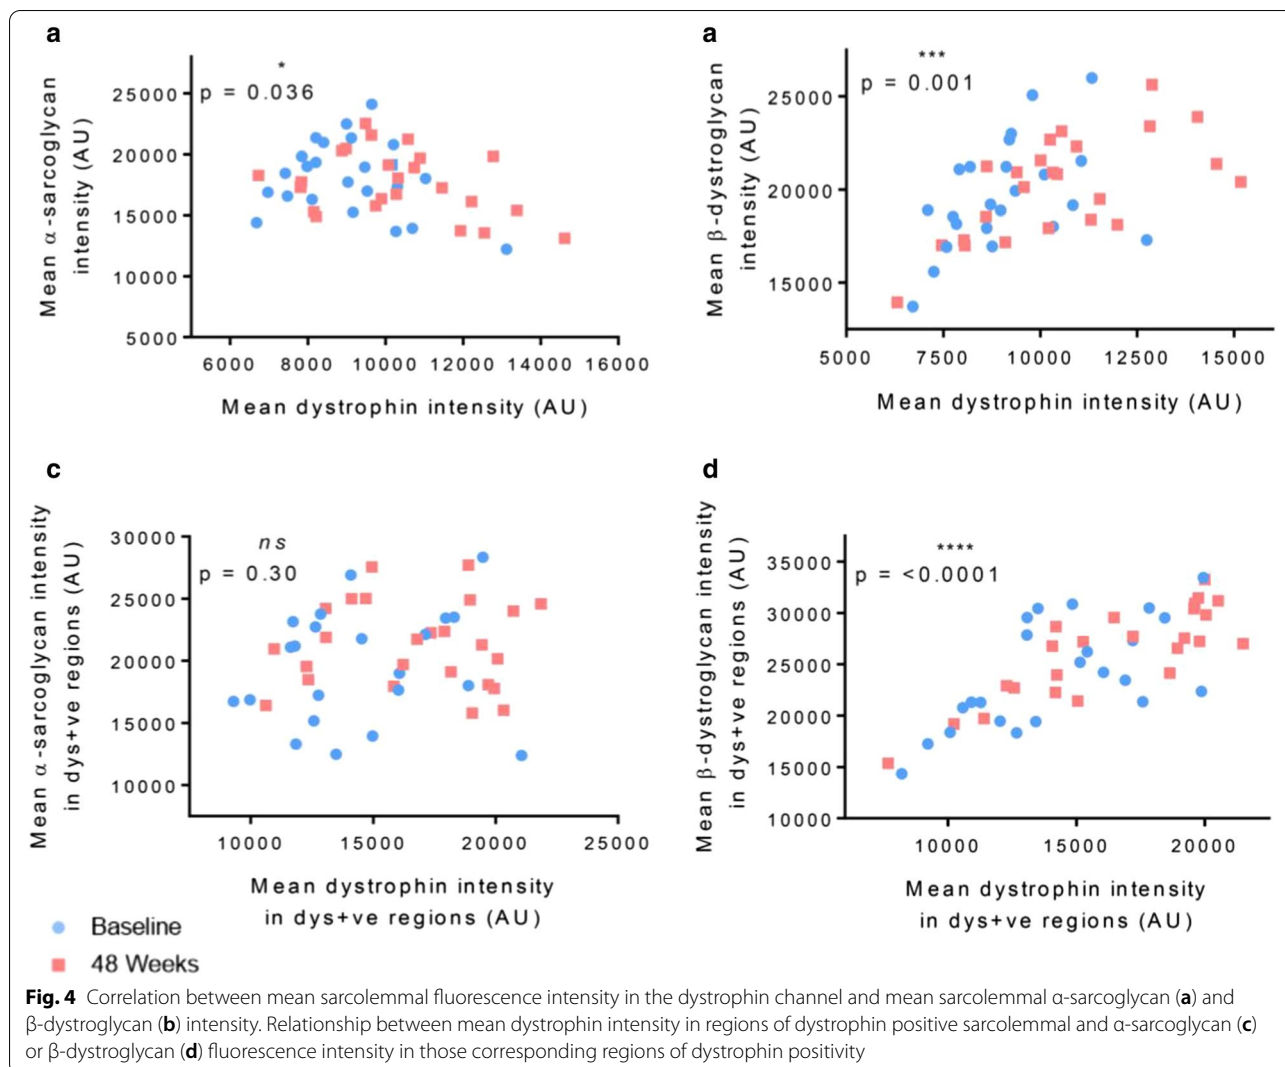 a
*
p = 0.036
Mean α-sarcoglycan
intensity (AU)
25000
20000
15000
10000
5000
6000 8000 10000 12000 14000 16000
Mean dystrophin intensity (AU)
a
***
p = 0.001
Mean β-dystroglycan
intensity (AU)
25000
20000
15000
5000 7500 10000 12500 15000
Mean dystrophin intensity (AU)
c
ns
p = 0.30
Mean α-sarcoglycan intensity
in dys+ve regions (AU)
30000
25000
20000
15000
10000
10000 15000 20000 25000
Mean dystrophin intensity
in dys+ve regions (AU)
d
****
p = <0.0001
Mean β-dystroglycan intensity
in dys+ve regions (AU)
35000
30000
25000
20000
15000
10000
10000 15000 20000
Mean dystrophin intensity
in dys+ve regions (AU)
Baseline
48 Weeks
Fig. 4 Correlation between mean sarcolemmal fluorescence intensity in the dystrophin channel and mean sarcolemmal α-sarcoglycan (a) and
β-dystroglycan (b) intensity. Relationship between mean dystrophin intensity in regions of dystrophin positive sarcolemmal and α-sarcoglycan (c)
or β-dystroglycan (d) fluorescence intensity in those corresponding regions of dystrophin positivity